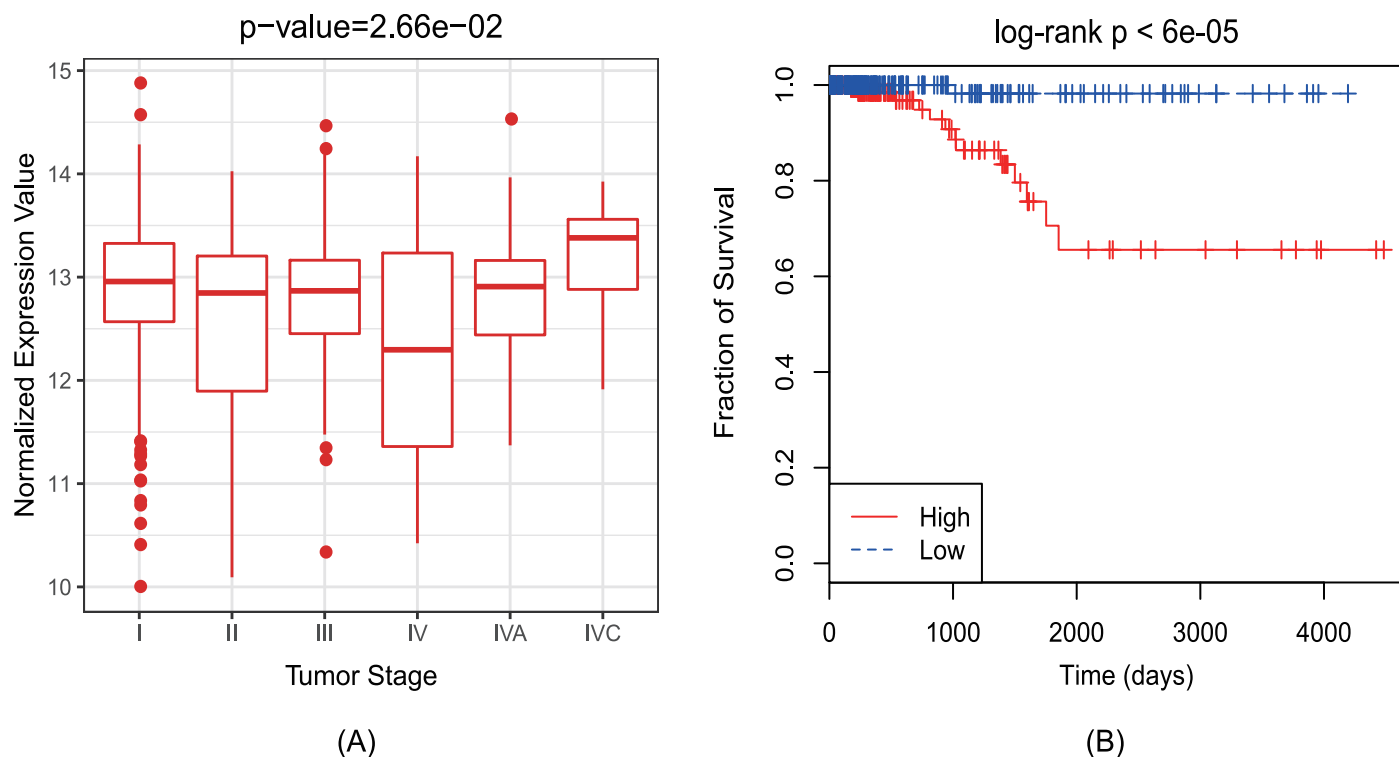 p−value=2.66e−02
15
14
13
12
11
10
Normalized Expression Value
I II III IV IVA IVC
Tumor Stage
(A)
log-rank p < 6e-05
1.0
0.8
0.6
0.4
0.2
0.0
Fraction of Survival
High
Low
0 1000 2000 3000 4000
Time (days)
(B)